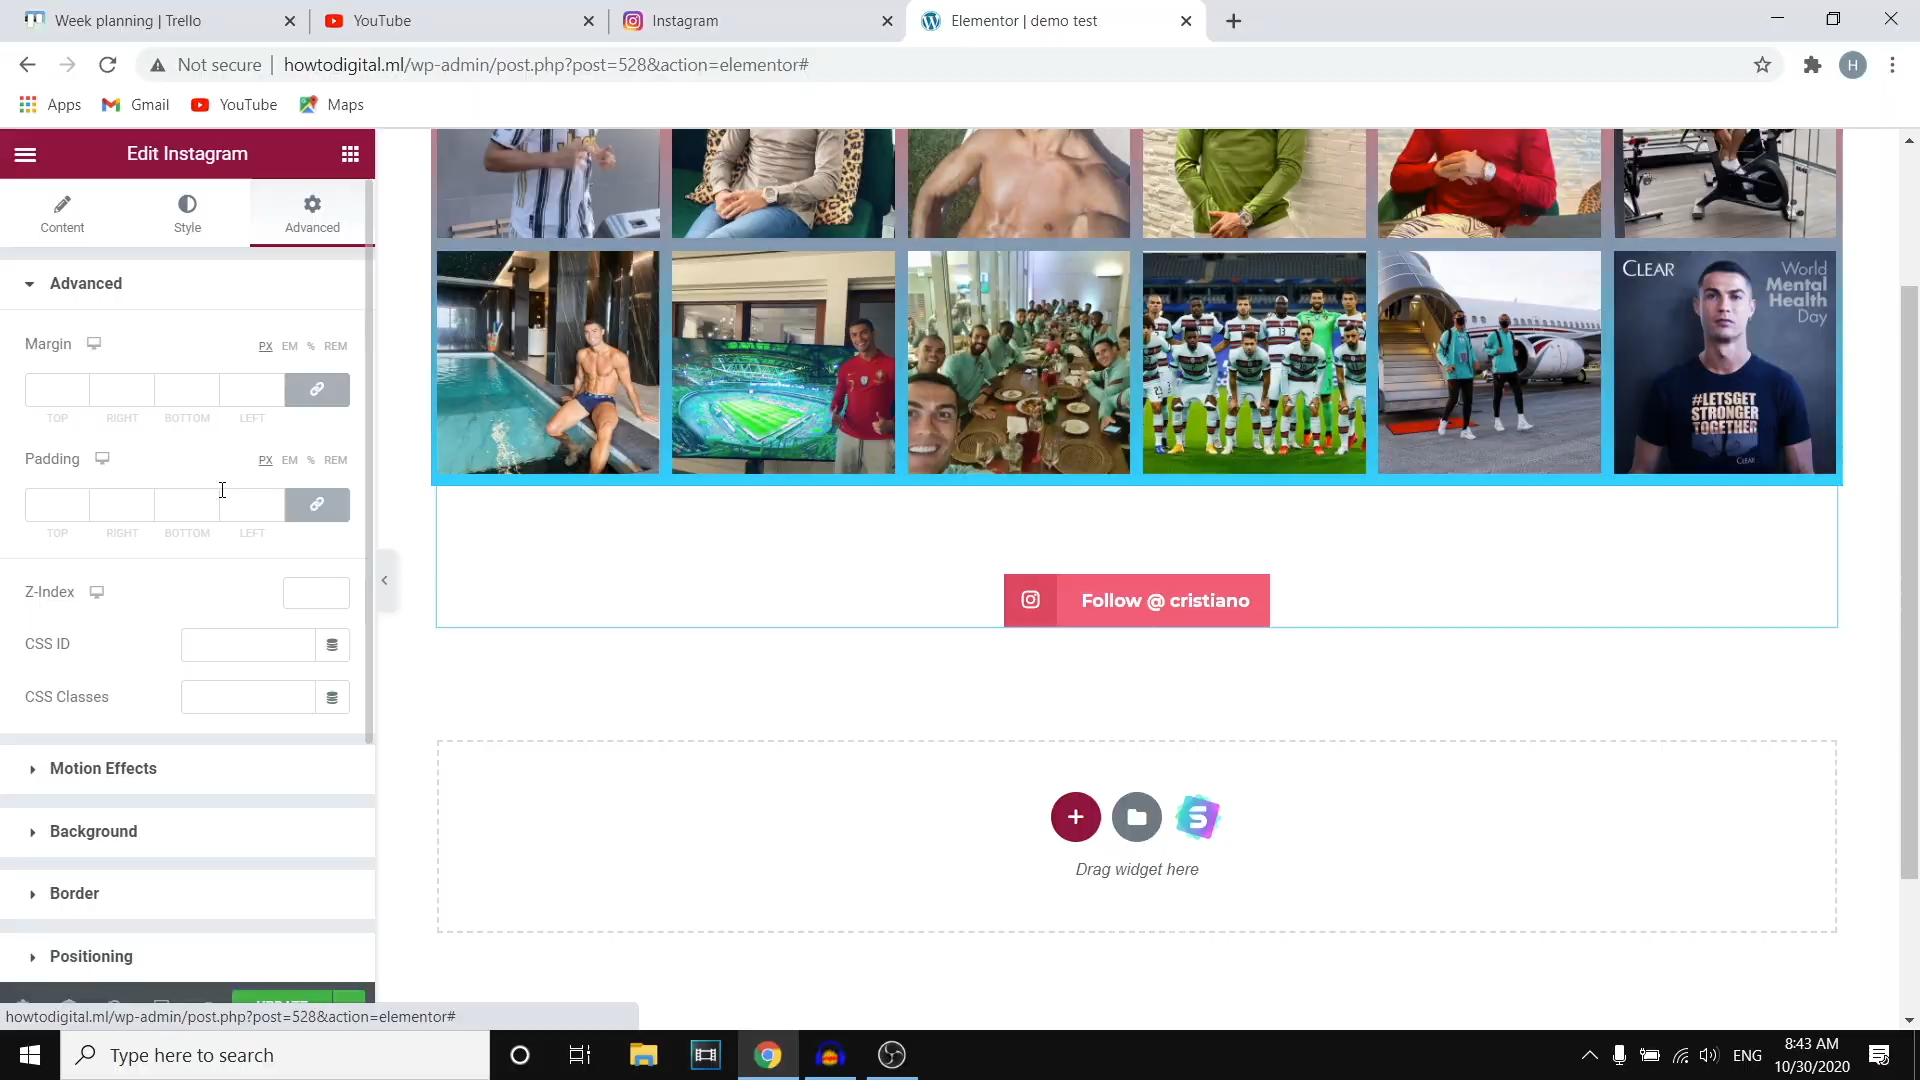 Week planning | Trello
YouTube
Instagram
Elementor | demo test
Not secure
howtodigital.ml/wp-admin/post.php?post=528&action=elementor#
H
Apps
Gmail
YouTube
Maps
Edit Instagram
Content
Style
Advanced
Advanced
Margin
PX EM % REM
TOP RIGHT BOTTOM LEFT
Padding
PX EM % REM
TOP RIGHT BOTTOM LEFT
Z-Index
CSS ID
CSS Classes
Motion Effects
Background
Border
Positioning
howtodigital.ml/wp-admin/post.php?post=528&action=elementor#
CLEAR
World
Mental
Health
Day
#LETSGET
STRONGER
TOGETHER
CLEAR
Follow @ cristiano
Drag widget here
Type here to search
ENG
8:43 AM
10/30/2020